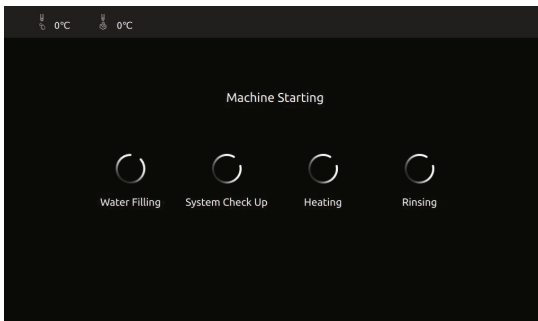 0°C 0°C
Machine Starting
Water Filling System Check Up Heating Rinsing